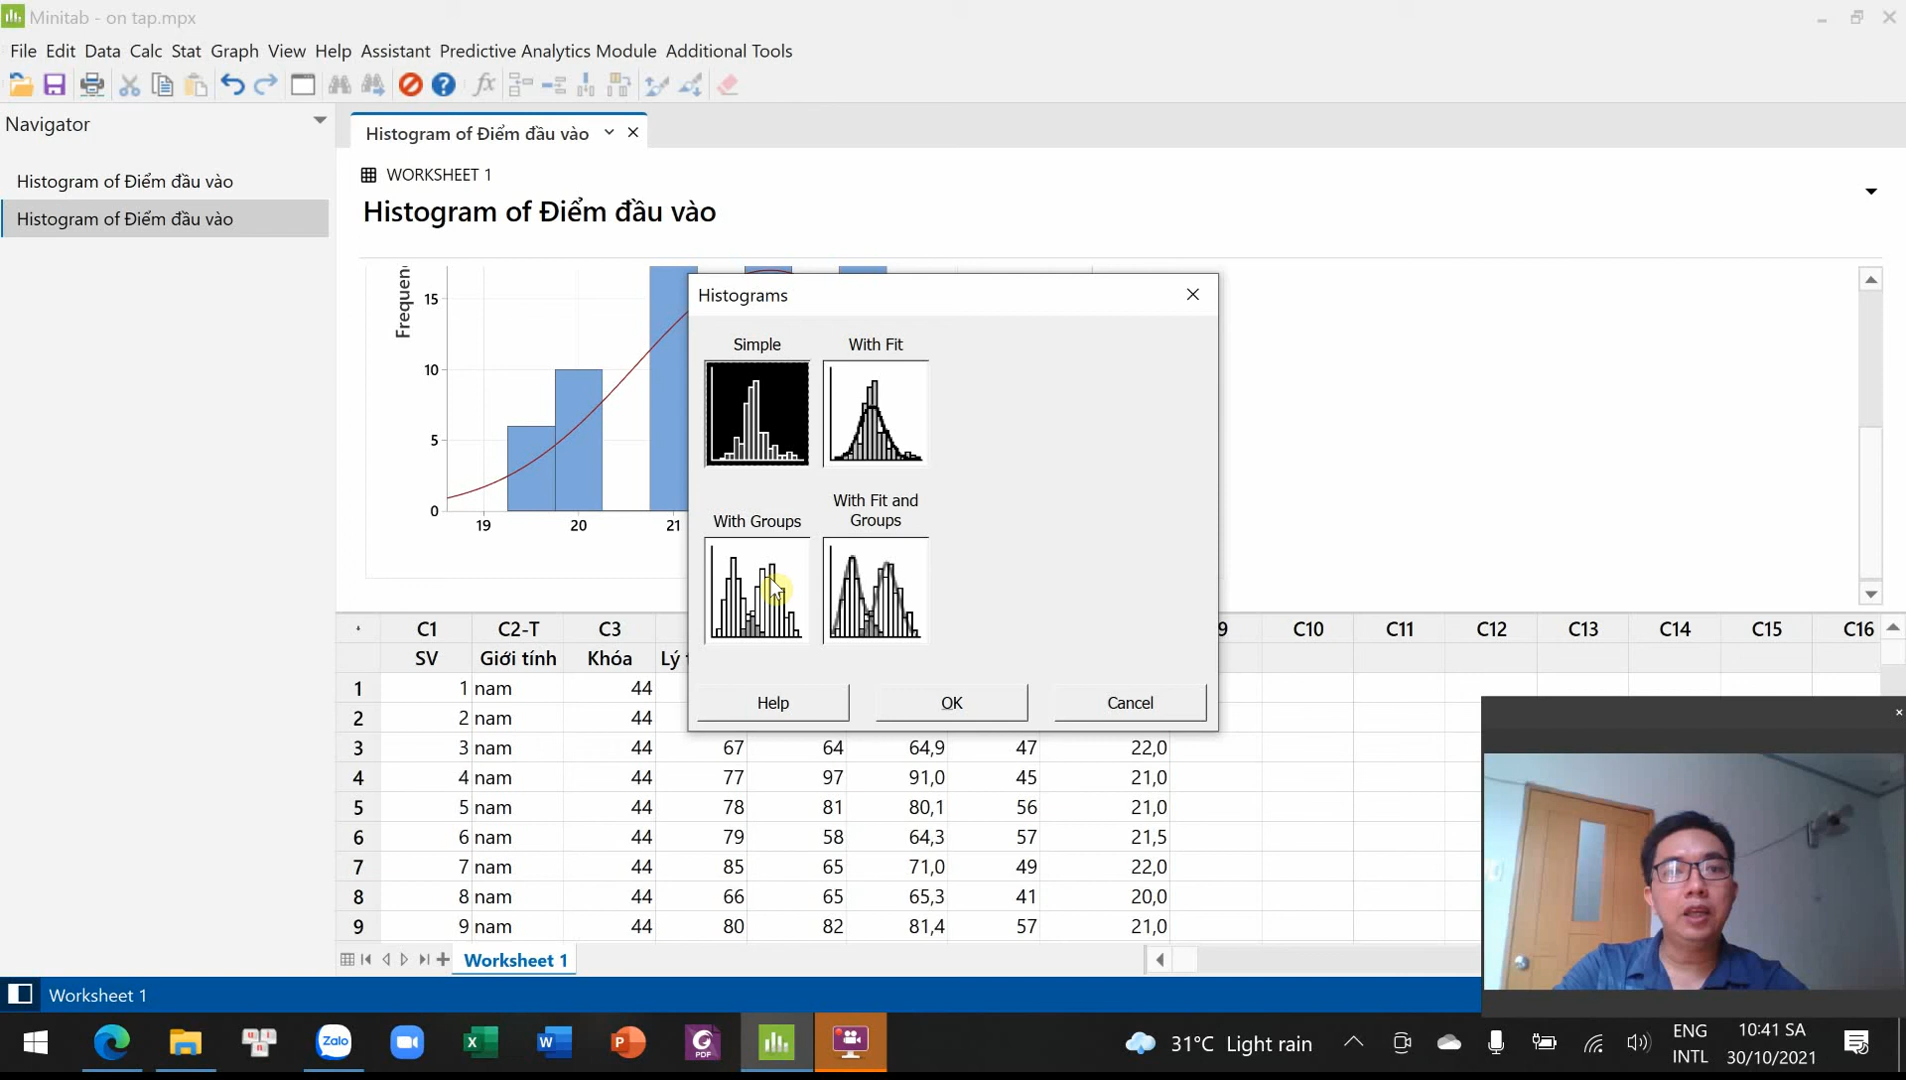 Minitab - on tap.mpx
File Edit Data Calc Stat Graph View Help Assistant Predictive Analytics Module Additional Tools
Navigator
Histogram of Điểm đầu vào
Histogram of Điểm đầu vào
Histogram of Điểm đầu vào
WORKSHEET 1
Histogram of Điểm đầu vào
15
10
5
0
19 20 21
Histograms
Simple
With Fit
With Groups
With Fit and
Groups
Help OK Cancel
C1 C2-T C3 C10 C11 C12 C13 C14 C15 C16
SV Giới tính Khóa Lý
1 1 nam 44
2 2 nam 44
3 3 nam 44 67 64 64,9 47 22,0
4 4 nam 44 77 97 91,0 45 21,0
5 5 nam 44 78 81 80,1 56 21,0
6 6 nam 44 79 58 64,3 57 21,5
7 7 nam 44 85 65 71,0 49 22,0
8 8 nam 44 66 65 65,3 41 20,0
9 9 nam 44 80 82 81,4 57 21,0
Worksheet 1
Worksheet 1
Zalo
PDF
31°C Light rain
ENG
INTL
10:41 SA
30/10/2021